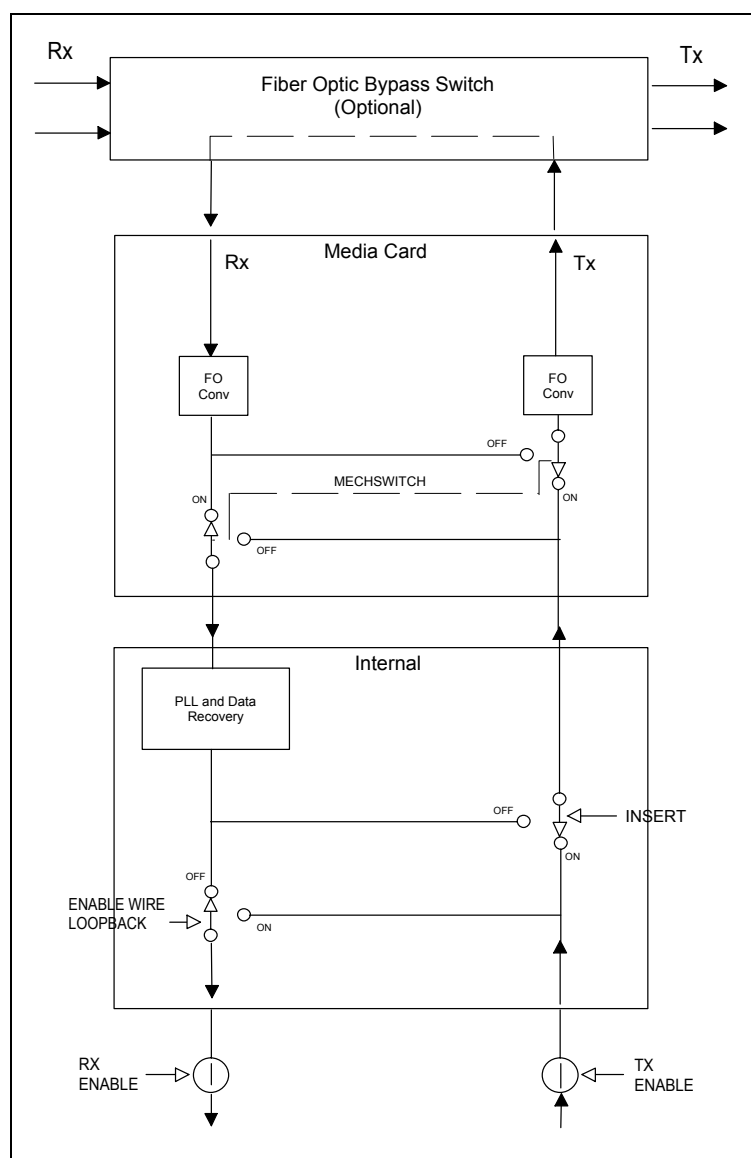 Rx
Tx
Fiber Optic Bypass Switch
(Optional)
Media Card
Rx
Tx
FO
Conv
FO
Conv
OFF
MECHSWITCH
ON
ON
OFF
Internal
PLL and Data
Recovery
OFF
INSERT
ON
OFF
ENABLE WIRE
LOOPBACK
ON
RX
ENABLE
TX
ENABLE